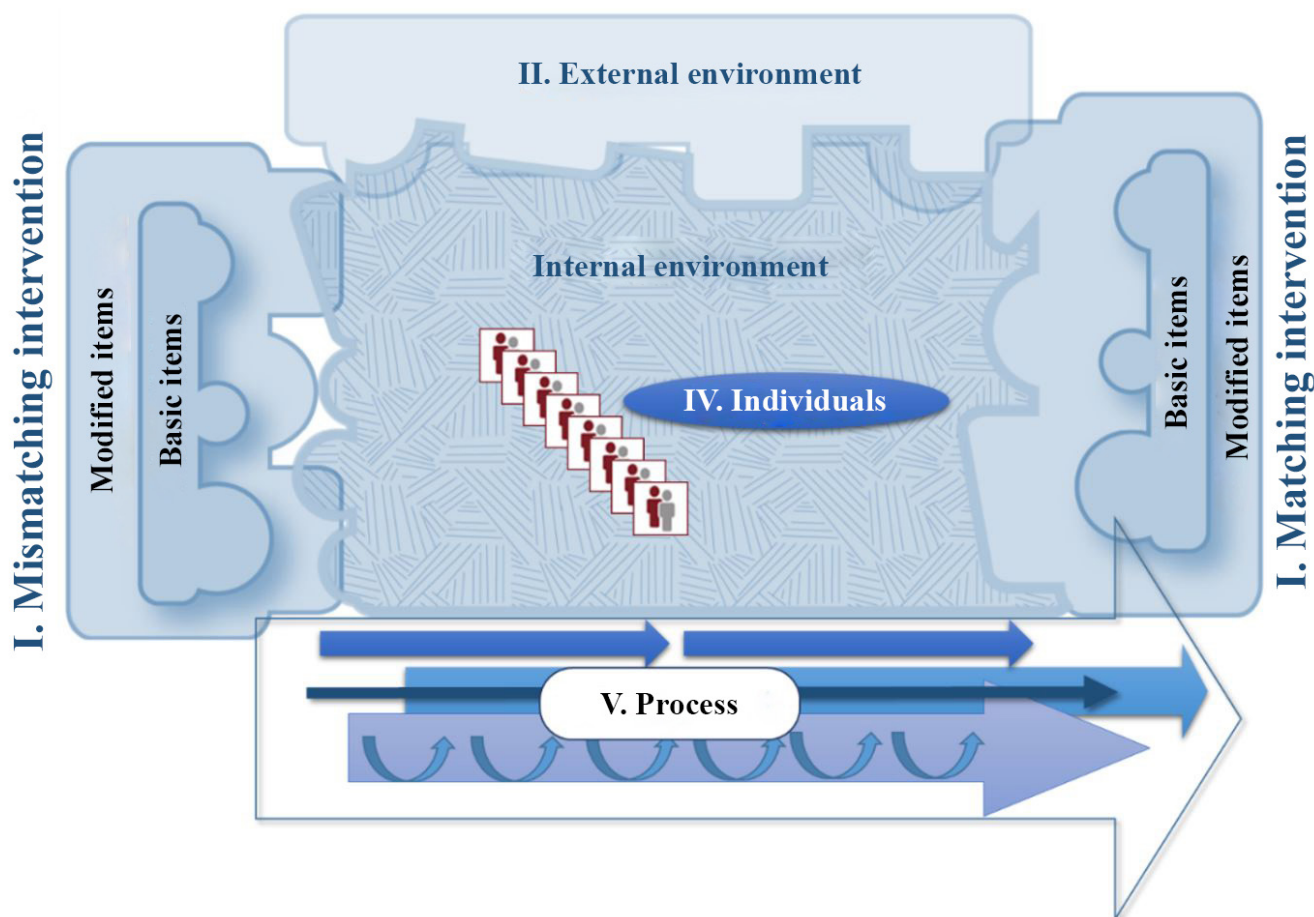 II. External environment
I. Mismatching intervention
Modified items
Basic items
Internal environment
IV. Individuals
Basic items
Modified items
I. Matching intervention
V. Process